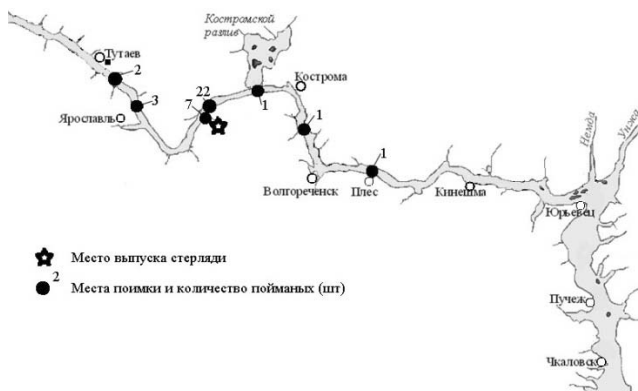 Костромской
разлив
Тутаев
2
Кострома
3
22
7
1
Ярославль
1
Немда
Унжа
1
Волгореченск
Плес
Кинешма
Юрьевец
Место выпуска стерляди
2
Места поимки и количество пойманых (шт)
Пучеж
Чкаловск